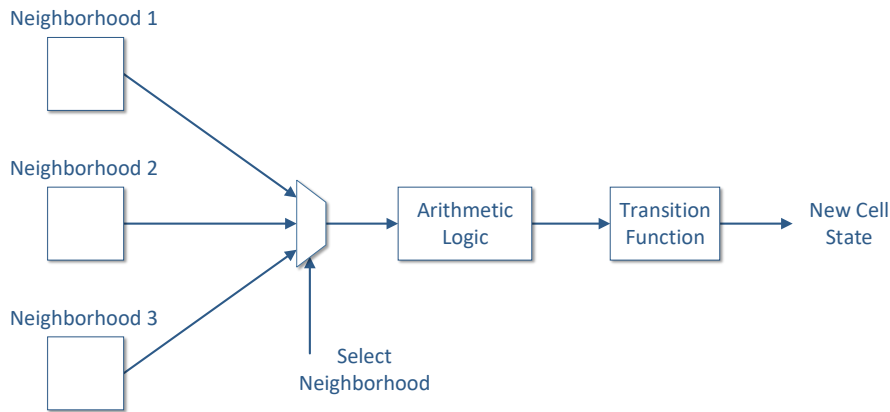 Neighborhood 1
Neighborhood 2
Neighborhood 3
Arithmetic
Logic
Transition
Function
New Cell
State
Select
Neighborhood